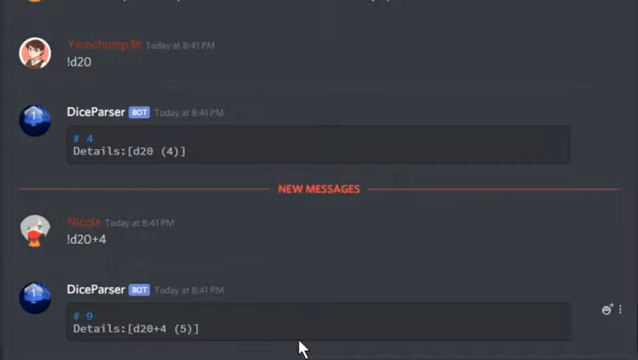 Yamchump36 Today at 8:41 PM
!d20
DiceParser BOT Today at 8:41 PM
# 4
Details:[d20 (4)]
NEW MESSAGES
Nicole Today at 8:41 PM
!d20+4
DiceParser BOT Today at 8:41 PM
# 9
Details:[d20+4 (5)]